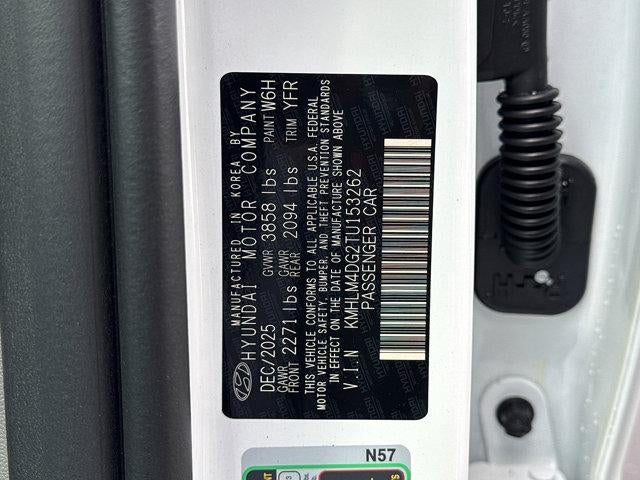 MANUFACTURED IN KOREA BY
HYUNDAI MOTOR COMPANY
DEC/2025 GVWR 3858 lbs PAINT W6H
GAWR FRONT 2271 lbs GAWR REAR 2094 lbs TRIM YFR
THIS VEHICLE CONFORMS TO ALL APPLICABLE U.S.A. FEDERAL
MOTOR VEHICLE SAFETY, BUMPER, AND THEFT PREVENTION STANDARDS
IN EFFECT ON THE DATE OF MANUFACTURE SHOWN ABOVE
V.I.N KMHLM4DG2TU153262
PASSENGER CAR
N57